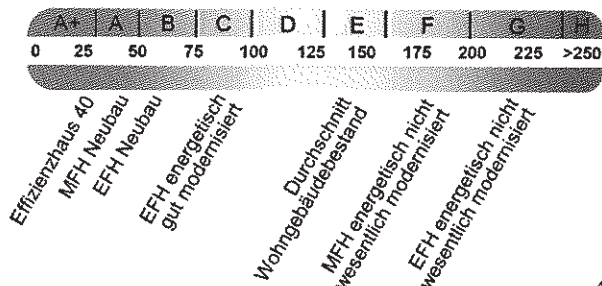 A+ A B C D E F G H
0 25 50 75 100 125 150 175 200 225 >250
Effizienzhaus 40
MFH Neubau
EFH Neubau
EFH energetisch
gut modernisiert
Durchschnitt
Wohngebäudebestand
MFH energetisch nicht
wesentlich modernisiert
EFH energetisch nicht
wesentlich modernisiert